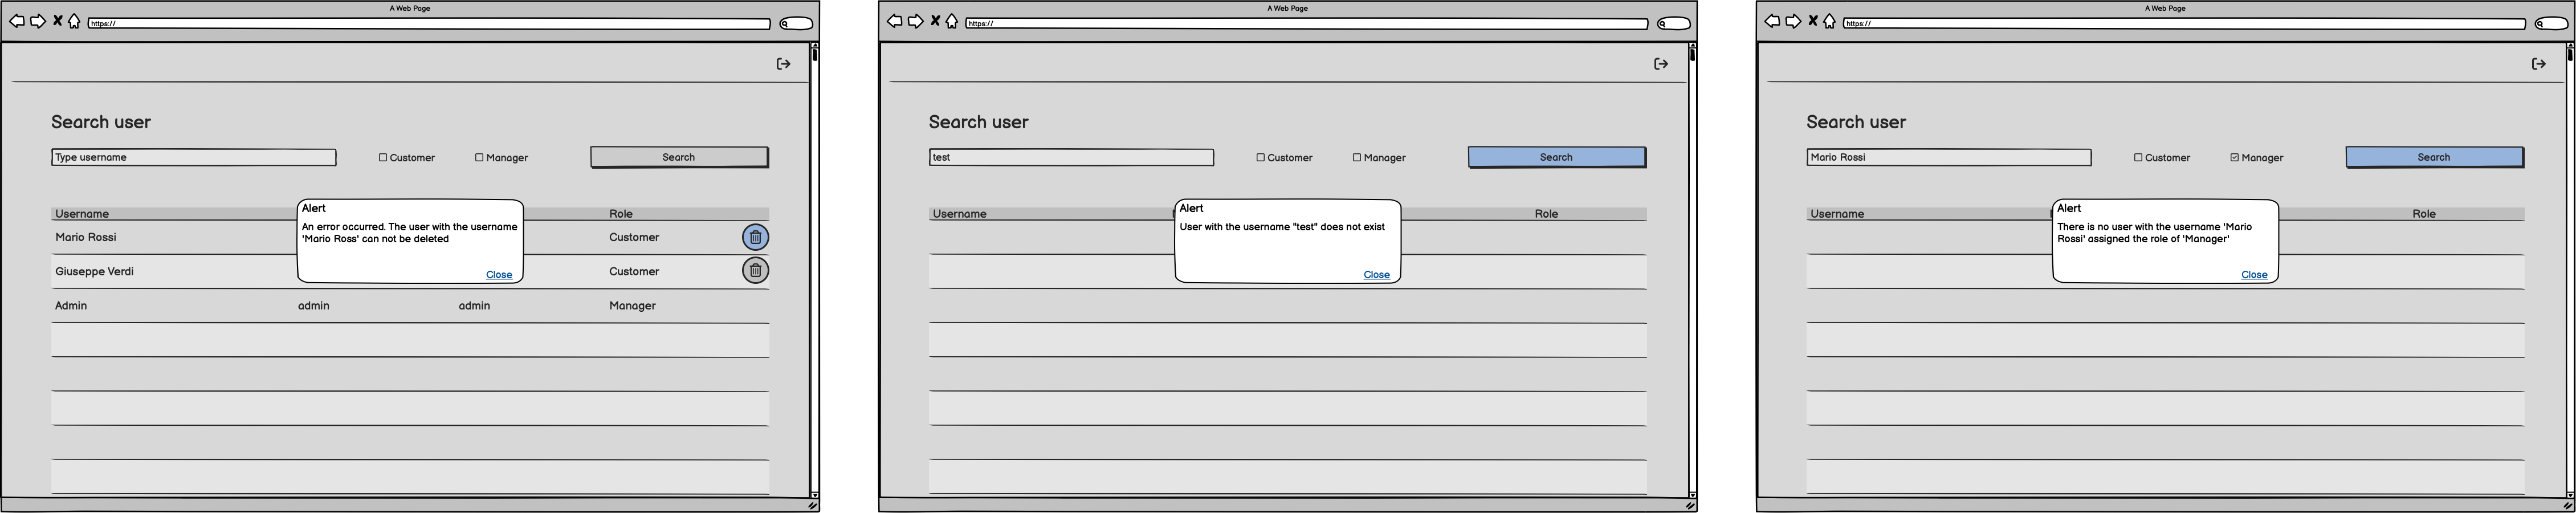 A Web Page
https://
Search user
Type username
Customer
Manager
Search
Username
Role
Mario Rossi
Customer
Giuseppe Verdi
Customer
Admin
admin
admin
Manager
Alert
An error occurred. The user with the username
'Mario Ross' can not be deleted
Close
A Web Page
https://
Search user
test
Customer
Manager
Search
Username
Role
Alert
User with the username "test" does not exist
Close
A Web Page
https://
Search user
Mario Rossi
Customer
Manager
Search
Username
Role
Alert
There is no user with the username 'Mario
Rossi' assigned the role of 'Manager'
Close